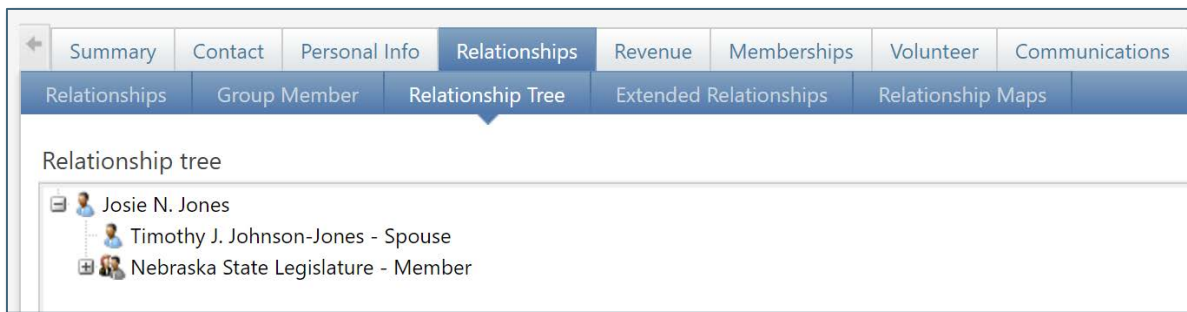 Summary Contact Personal Info Relationships Revenue Memberships Volunteer Communications
Relationships Group Member Relationship Tree Extended Relationships Relationship Maps
Relationship tree
Josie N. Jones
Timothy J. Johnson-Jones - Spouse
Nebraska State Legislature - Member